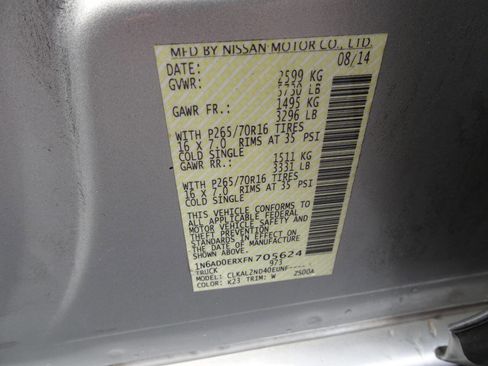 MFD BY NISSAN MOTOR CO., LTD.
DATE: 08/14
GVWR: 2599 KG
5730 LB
GAWR FR.: 1495 KG
3296 LB
WITH P265/70R16 TIRES
16 X 7.0 RIMS AT 35 PSI
COLD SINGLE
GAWR RR.: 1511 KG
3331 LB
WITH P265/70R16 TIRES
16 X 7.0 RIMS AT 35 PSI
COLD SINGLE
THIS VEHICLE CONFORMS TO
ALL APPLICABLE FEDERAL
MOTOR VEHICLE SAFETY
STANDARDS IN EFFECT ON
THE DATE OF MANUFACTURE
SHOWN ABOVE.
1N6AD0ERXFN705624
TRUCK 973
MODEL: CLKALZND40EUNF 2500A
COLOR: K23 TRIM: W